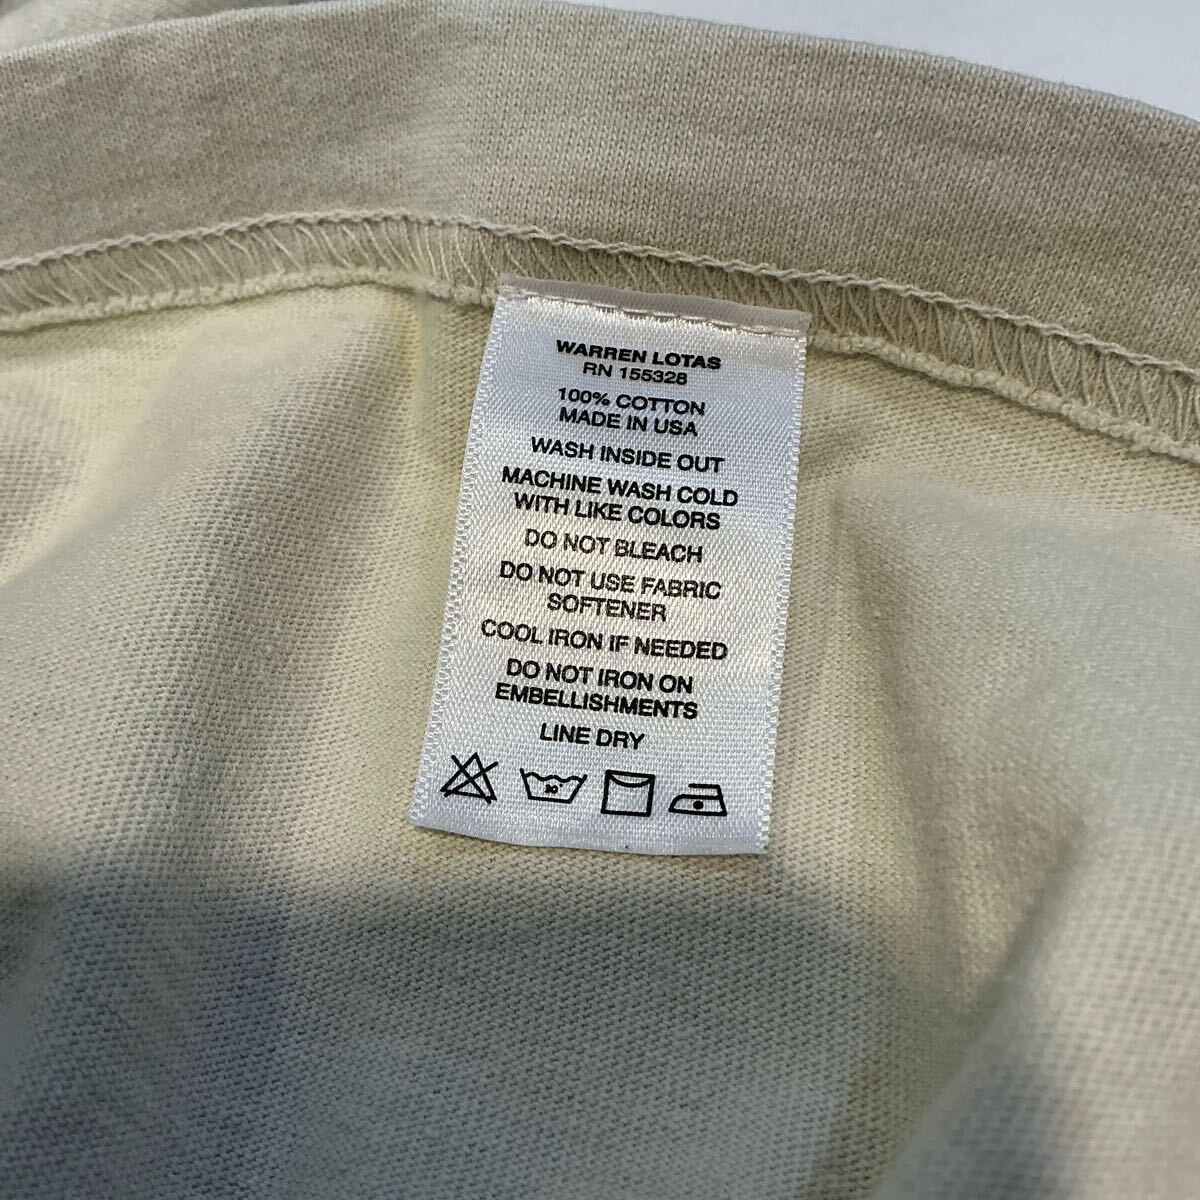 WARREN LOTAS
RN 155328
100% COTTON
MADE IN USA
WASH INSIDE OUT
MACHINE WASH COLD
WITH LIKE COLORS
DO NOT BLEACH
DO NOT USE FABRIC
SOFTENER
COOL IRON IF NEEDED
DO NOT IRON ON
EMBELLISHMENTS
LINE DRY
30°